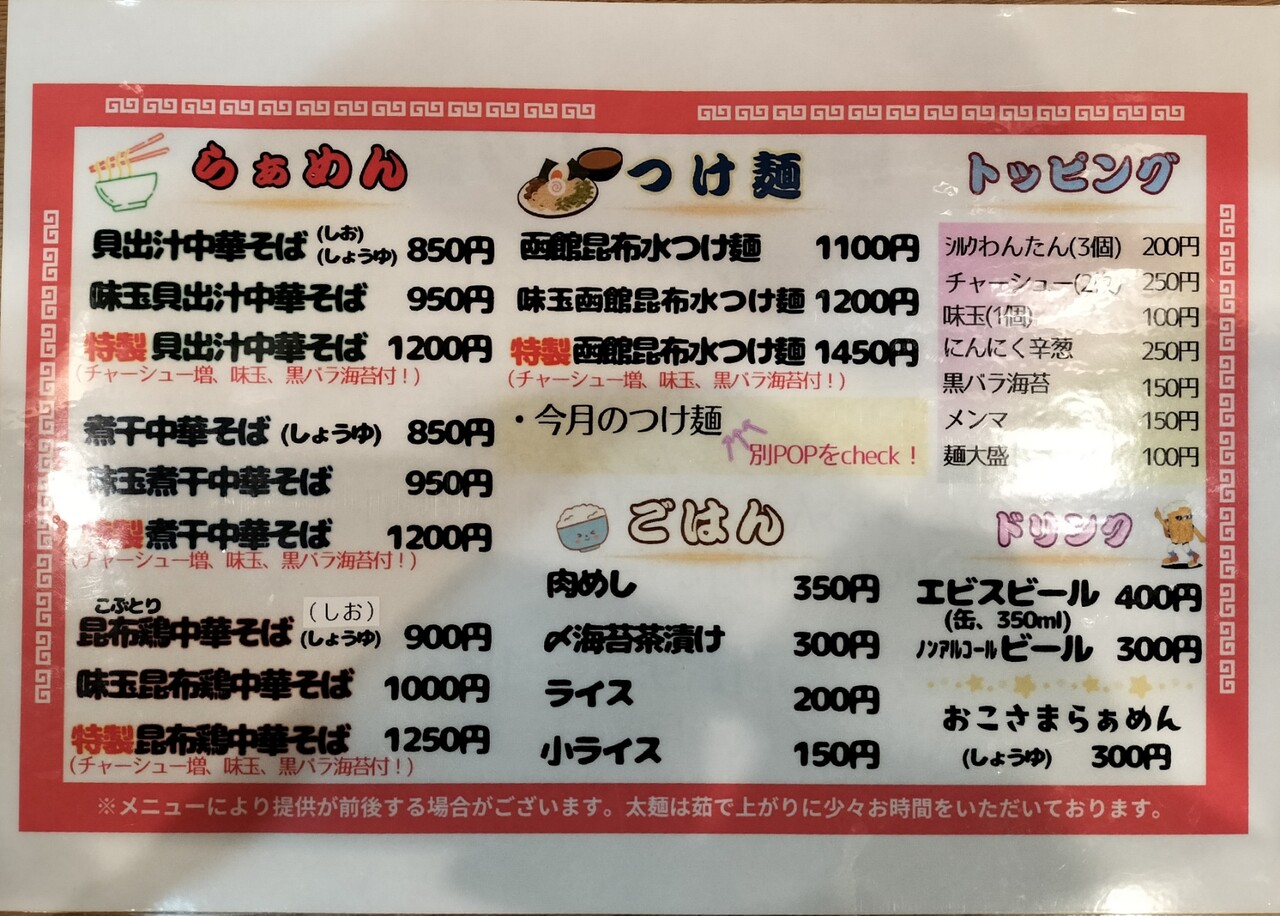 らぁめん
貝出汁中華そば (しお) (しょうゆ) 850円
味玉貝出汁中華そば 950円
特製貝出汁中華そば 1200円
(チャーシュー増、味玉、黒バラ海苔付！)
煮干中華そば (しょうゆ) 850円
味玉煮干中華そば 950円
特製煮干中華そば 1200円
(チャーシュー増、味玉、黒バラ海苔付！)
こぶとり
昆布鶏中華そば (しお) (しょうゆ) 900円
味玉昆布鶏中華そば 1000円
特製昆布鶏中華そば 1250円
(チャーシュー増、味玉、黒バラ海苔付！)
つけ麺
函館昆布水つけ麺 1100円
味玉函館昆布水つけ麺 1200円
特製函館昆布水つけ麺 1450円
(チャーシュー増、味玉、黒バラ海苔付！)
・今月のつけ麺
別POPをcheck！
ごはん
肉めし 350円
〆海苔茶漬け 300円
ライス 200円
小ライス 150円
トッピング
ｼﾙｸわんたん(3個) 200円
チャーシュー 250円
味玉(1個) 100円
にんにく辛葱 250円
黒バラ海苔 150円
メンマ 150円
麺大盛 100円
ドリンク
エビスビール 400円
(缶、350ml)
ﾉﾝｱﾙｺｰﾙビール 300円
おこさまらぁめん
(しょうゆ) 300円
※メニューにより提供が前後する場合がございます。太麺は茹で上がりに少々お時間をいただいております。